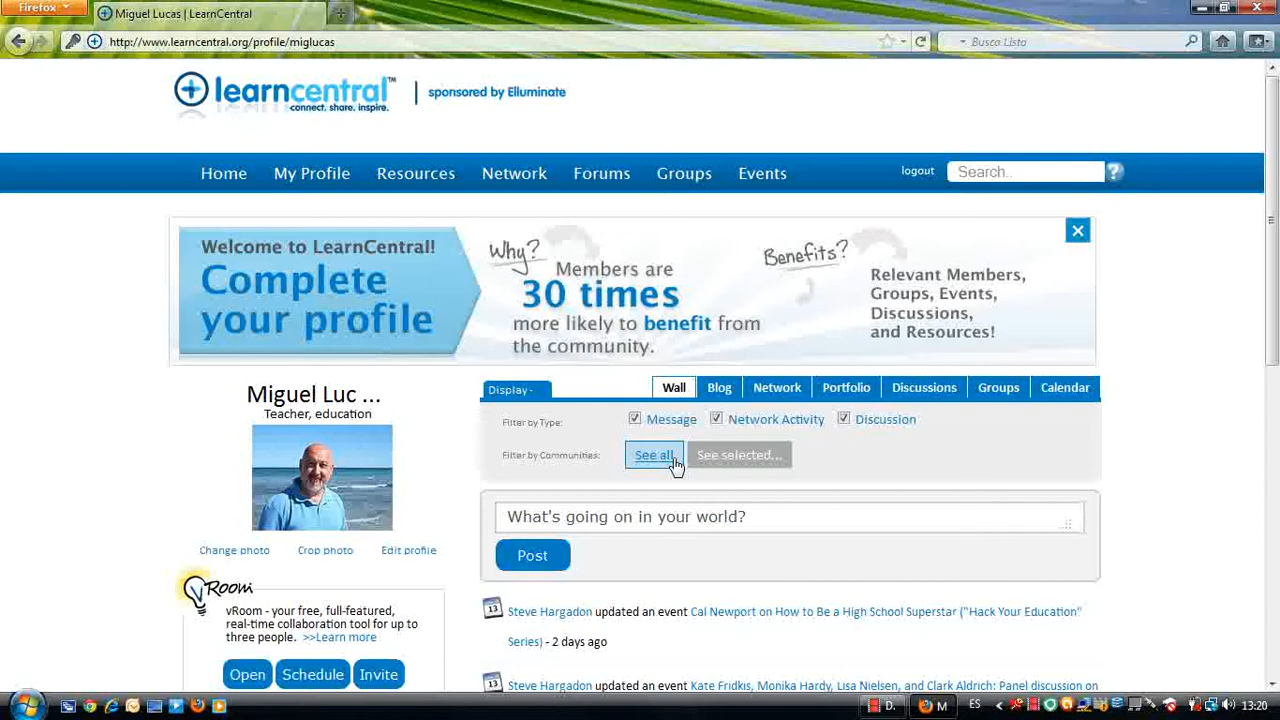 Firefox
Miguel Lucas | LearnCentral
http://www.learncentral.org/profile/miglucas
Busca Listo
learncentral™
connect. share. inspire.
sponsored by Elluminate
Home My Profile Resources Network Forums Groups Events logout Search.. ?
Welcome to LearnCentral!
Complete
your profile
Why?
Members are
30 times
more likely to benefit from
the community.
Benefits?
Relevant Members,
Groups, Events,
Discussions,
and Resources!
Miguel Luc ...
Teacher, education
Change photo Crop photo Edit profile
vRoom
vRoom - your free, full-featured,
real-time collaboration tool for up to
three people. >>Learn more
Open Schedule Invite
Display- Wall Blog Network Portfolio Discussions Groups Calendar
Filter by Type: Message Network Activity Discussion
Filter by Communities: See all See selected...
What's going on in your world?
Post
13 Steve Hargadon updated an event Cal Newport on How to Be a High School Superstar ("Hack Your Education"
Series) - 2 days ago
13 Steve Hargadon updated an event Kate Fridkis, Monika Hardy, Lisa Nielsen, and Clark Aldrich: Panel discussion on
D. M ES 13:20